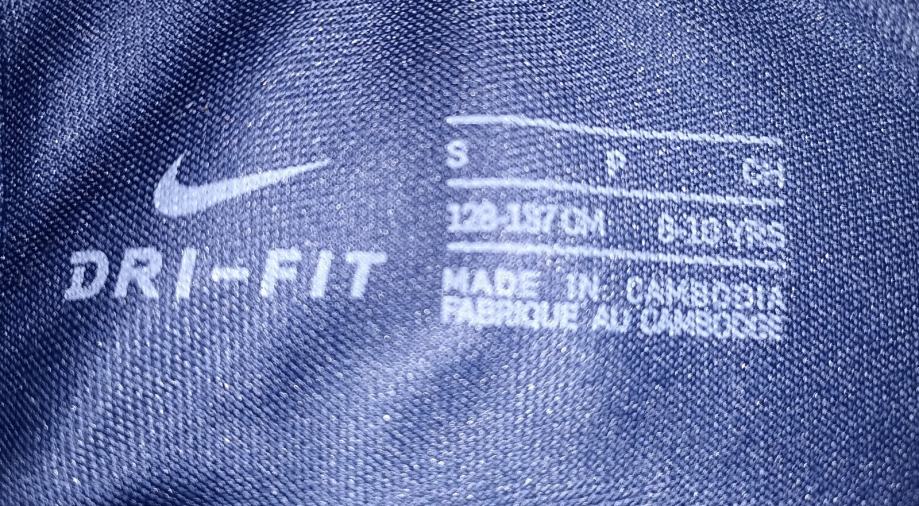 DRI-FIT
S P CH
128-137 CM 8-10 YRS
MADE IN CAMBODIA
FABRIQUE AU CAMBODGE